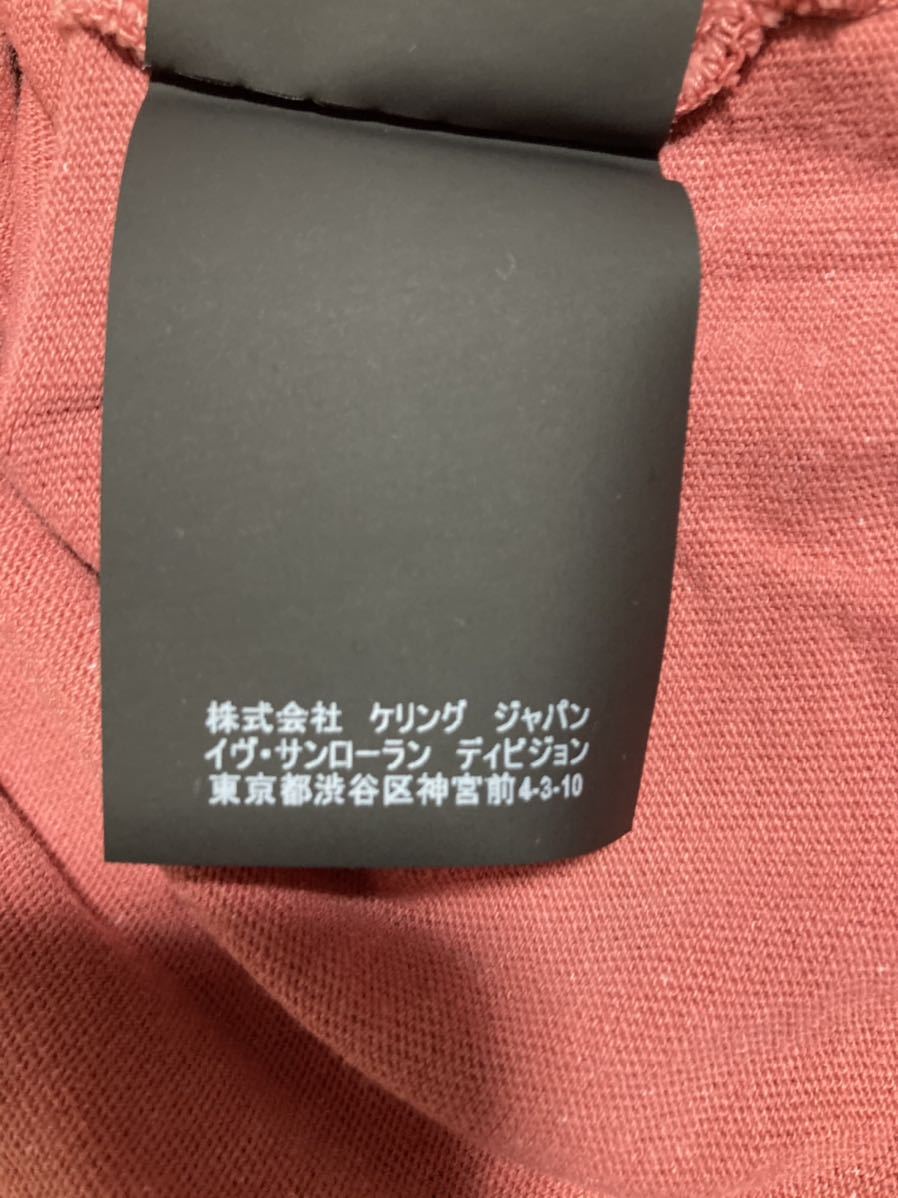 株式会社 ケリング ジャパン
イヴ・サンローラン ディビジョン
東京都渋谷区神宮前4-3-10